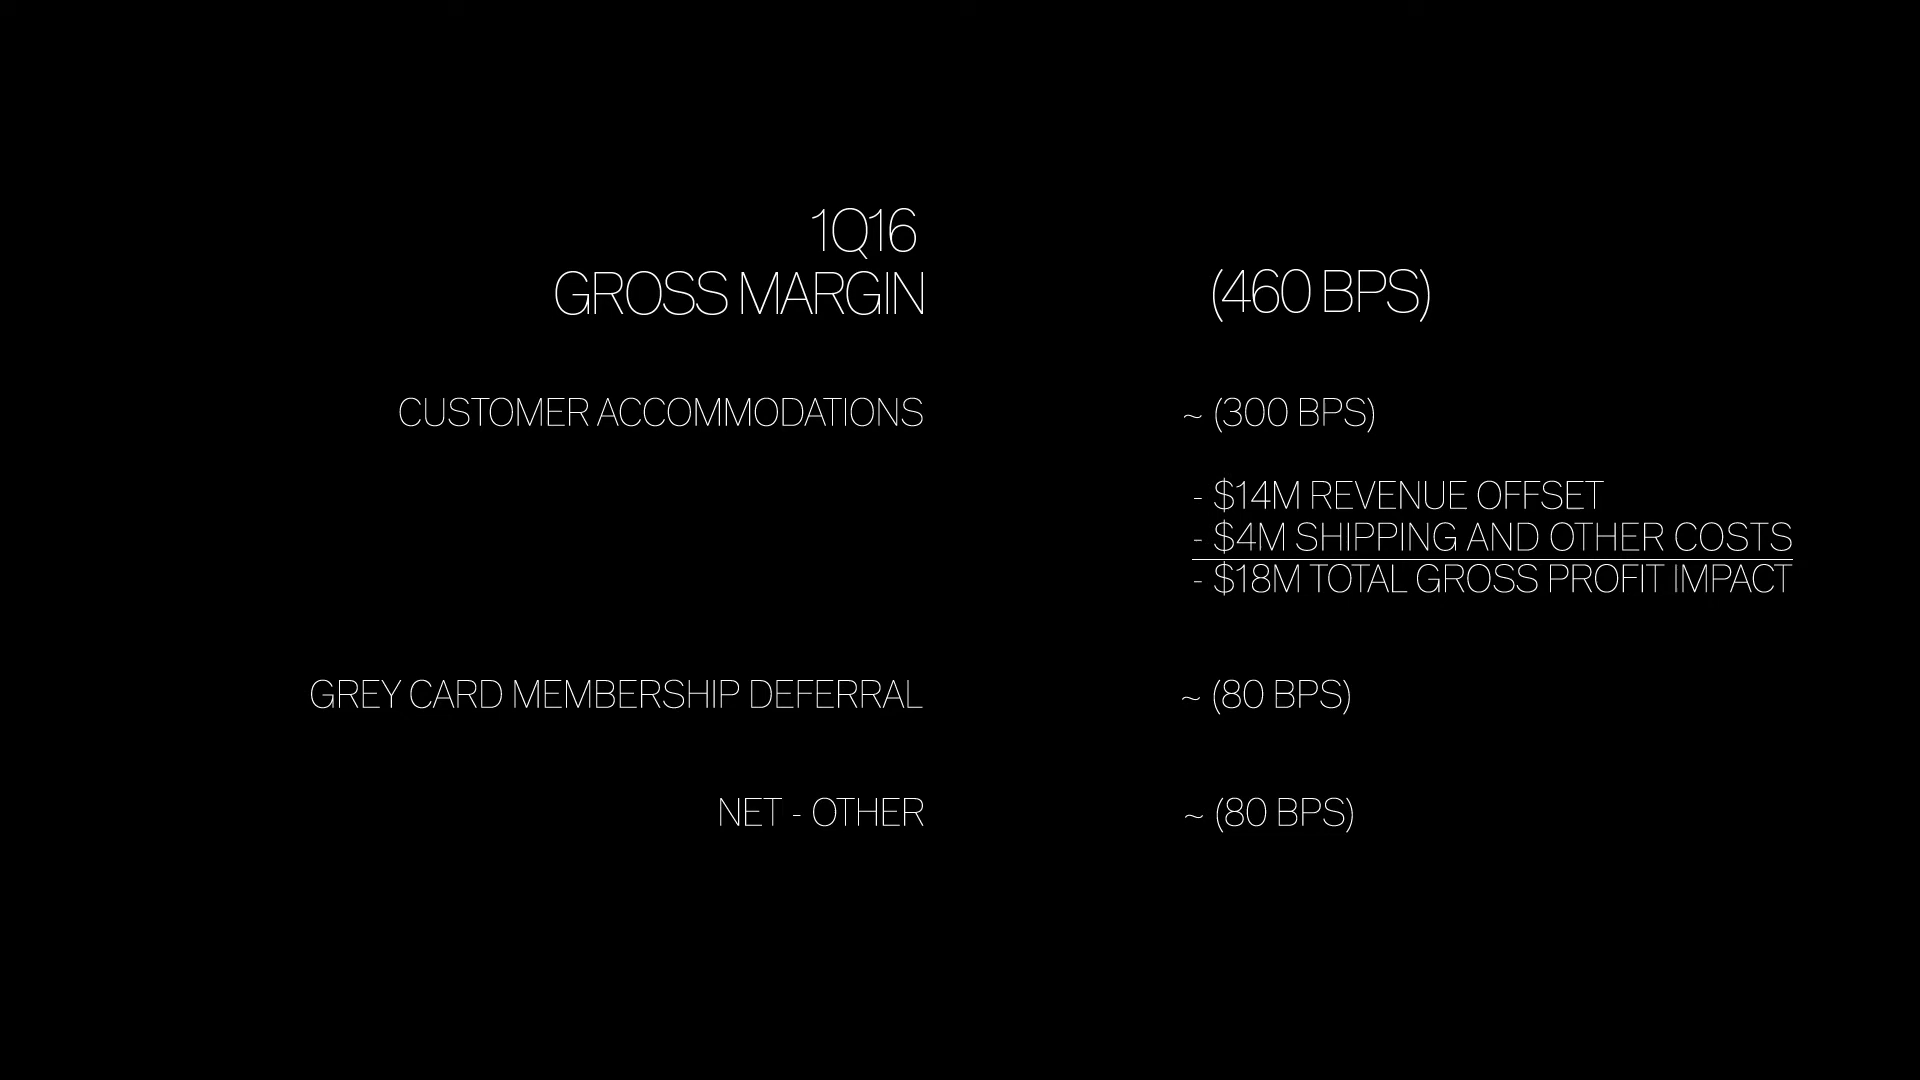 1Q16
GROSS MARGIN (460 BPS)
CUSTOMER ACCOMMODATIONS ~ (300 BPS)
- $14M REVENUE OFFSET
- $4M SHIPPING AND OTHER COSTS
- $18M TOTAL GROSS PROFIT IMPACT
GREY CARD MEMBERSHIP DEFERRAL ~ (80 BPS)
NET - OTHER ~ (80 BPS)